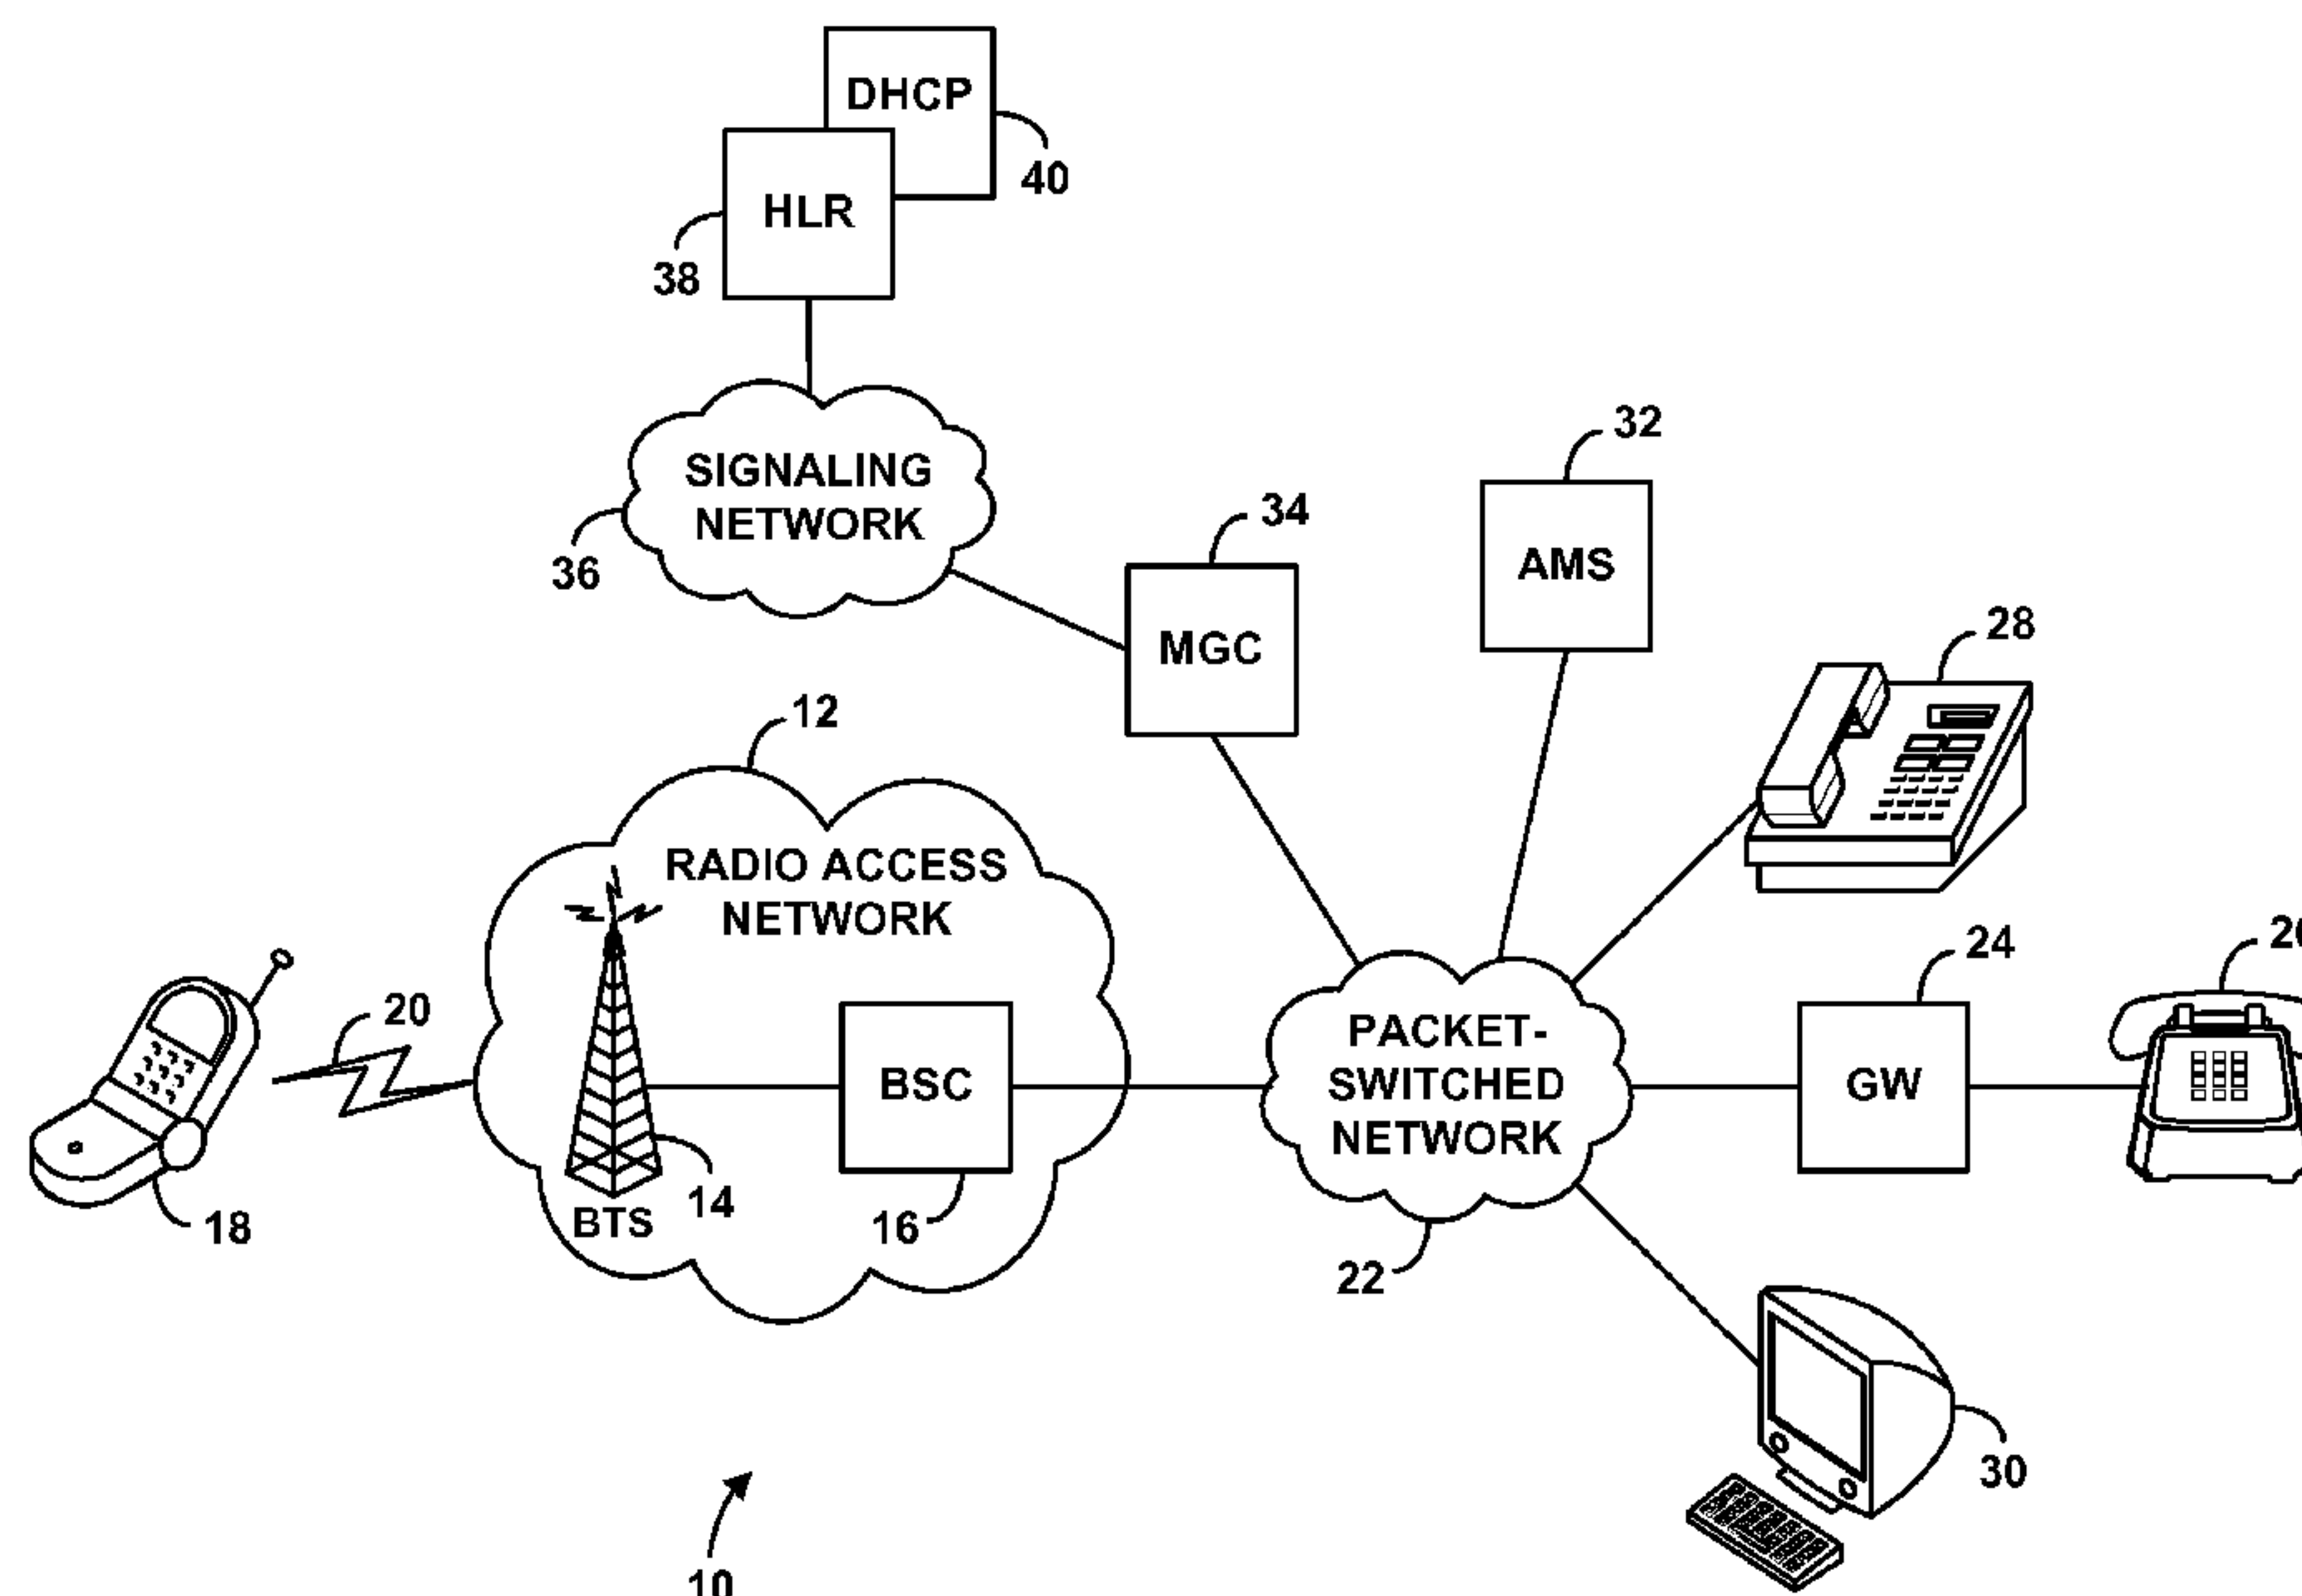 DHCP
40
HLR
38
SIGNALING
NETWORK
36
32
AMS
34
MGC
28
12
RADIO ACCESS
NETWORK
24
20
PACKET-
SWITCHED
NETWORK
BSC
GW
14
BTS
16
18
22
30
10